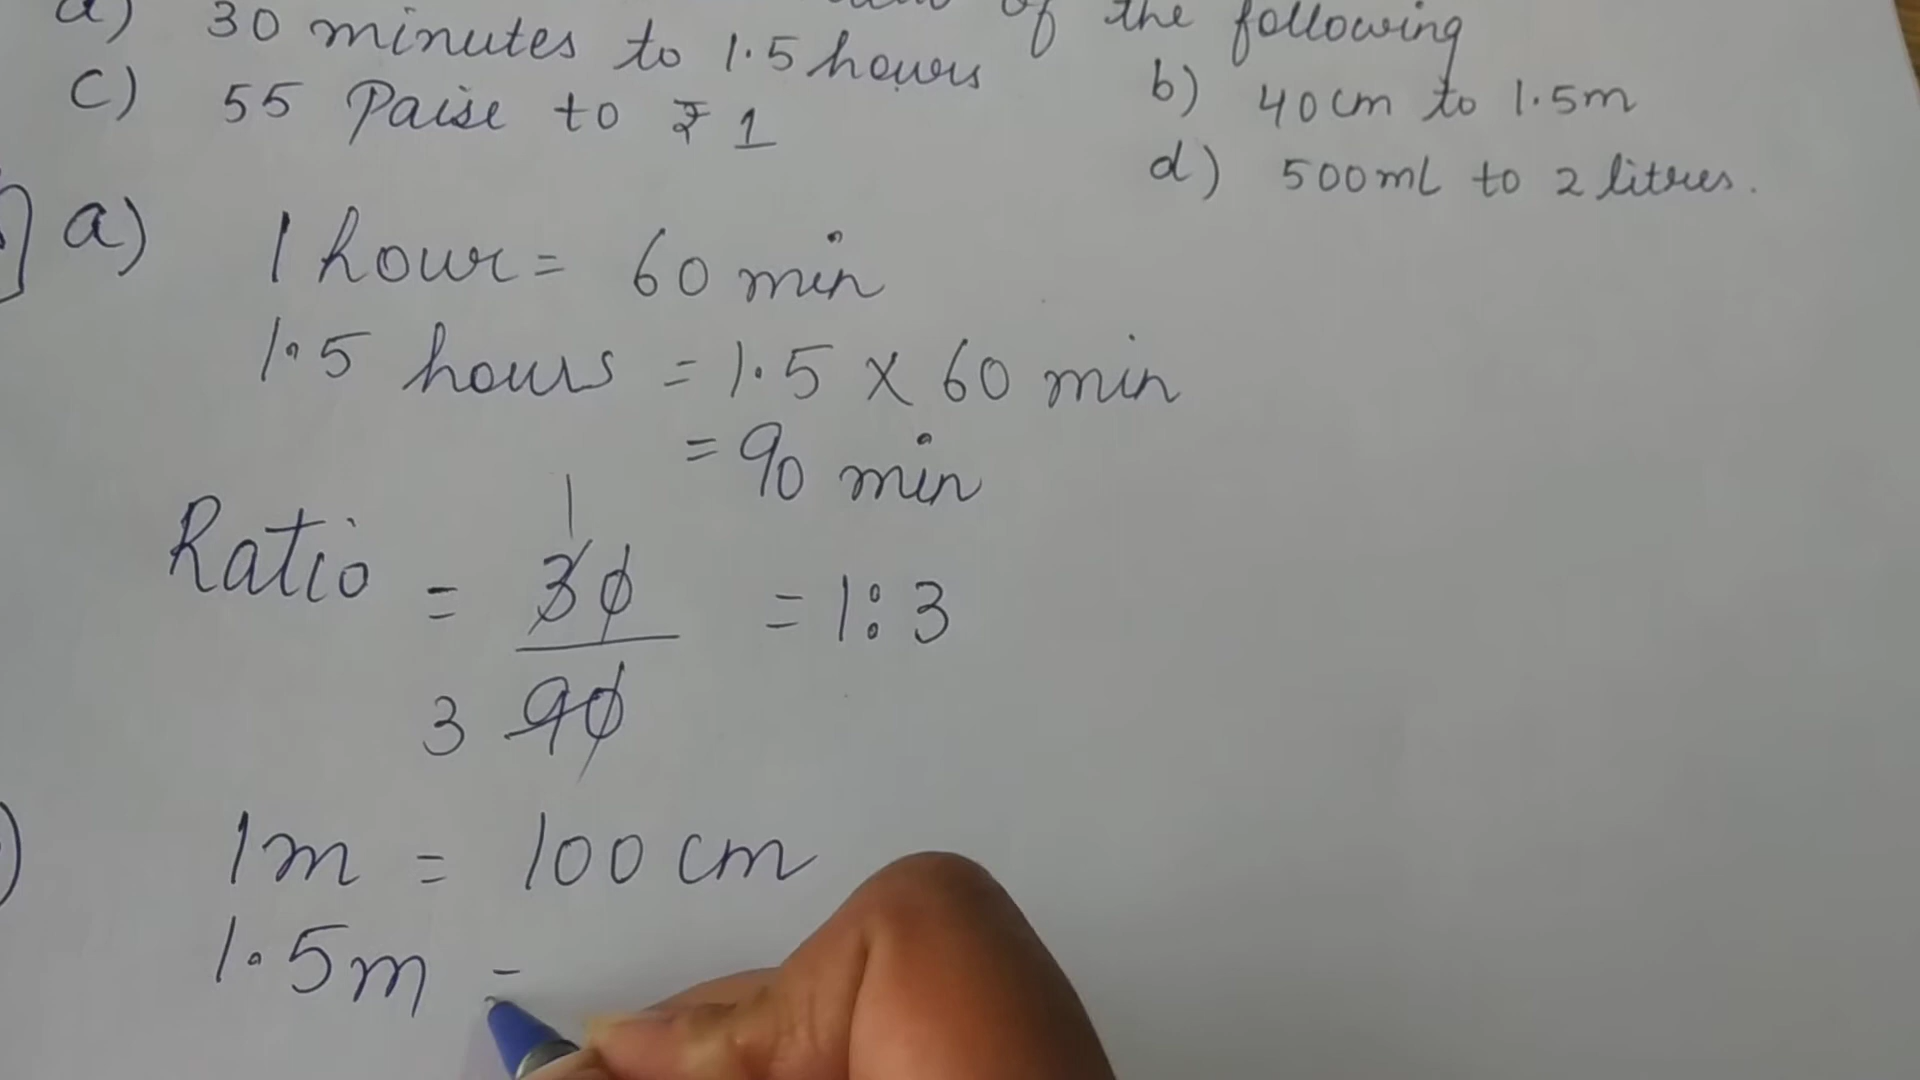 of the following
a) 30 minutes to 1.5 hours
b) 40cm to 1.5m
c) 55 Paise to ₹ 1
d) 500mL to 2 litres.
a) 1 hour = 60 min
1.5 hours = 1.5 × 60 min
= 90 min
1
Ratio = 30 = 1:3
3 90
1m = 100 cm
1.5m =